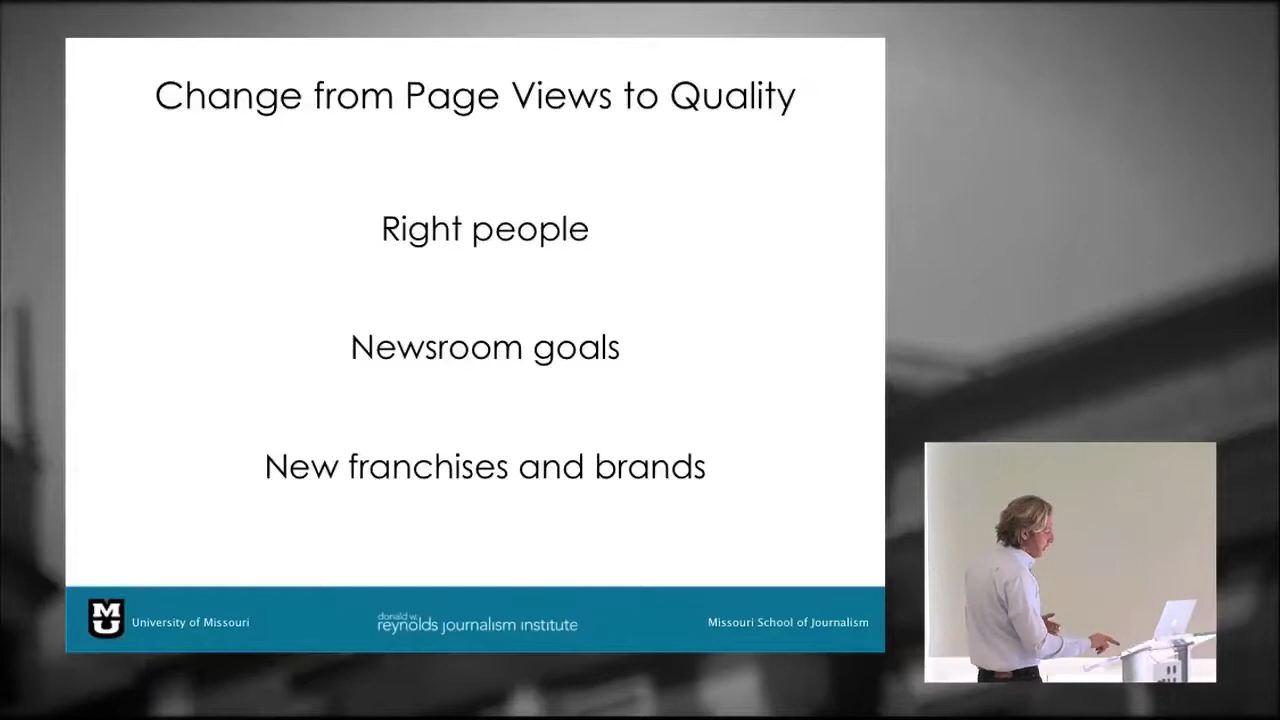 Change from Page Views to Quality
Right people
Newsroom goals
New franchises and brands
MU
University of Missouri
donald w.
reynolds journalism institute
Missouri School of Journalism